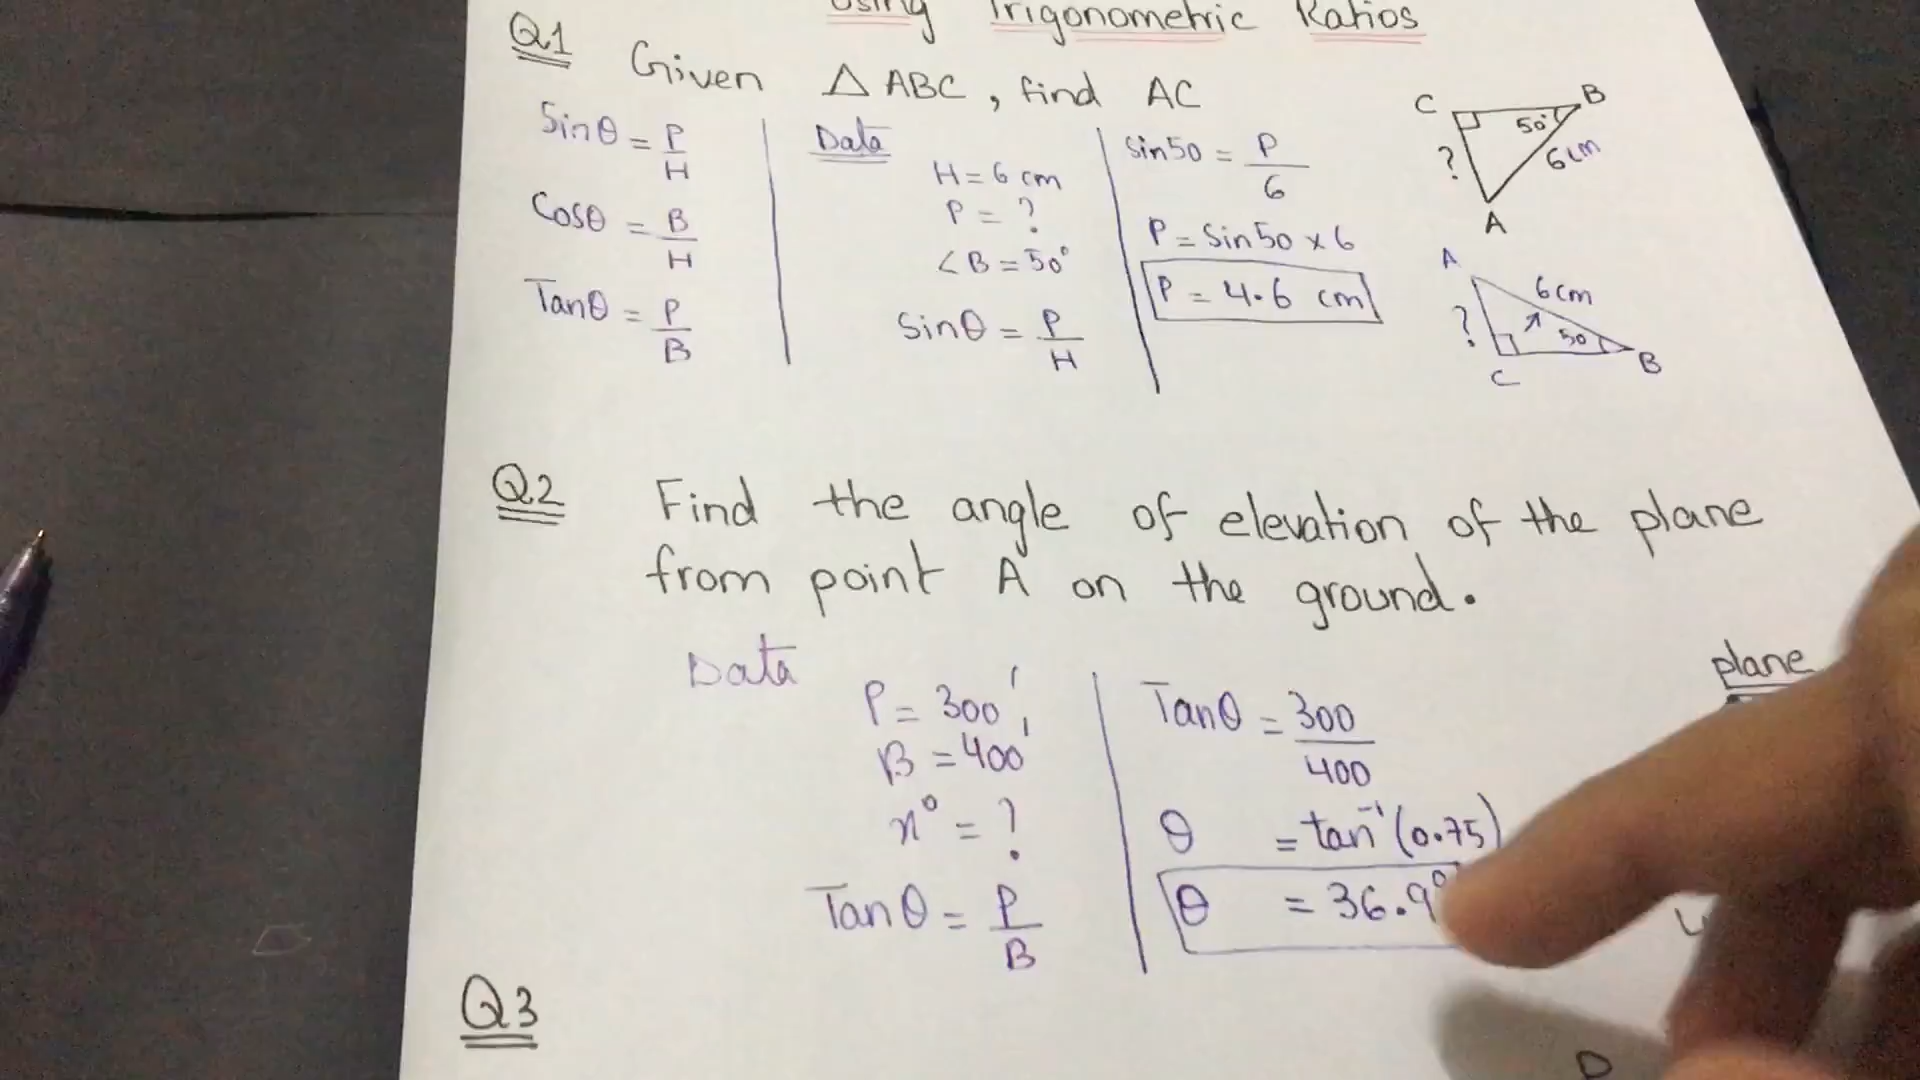 Using Trigonometric Ratios
Q1 Given △ ABC, find AC
Sinθ = P/H
Cosθ = B/H
Tanθ = P/B
Data
H = 6 cm
P = ?
<B = 50°
Sinθ = P/H
Sin50 = P/6
P = Sin50 x 6
P = 4.6 cm
C
B
50°
6cm
?
A
A
6cm
?
50
C
B
Q2 Find the angle of elevation of the plane
from point A on the ground.
Data
P = 300'
B = 400'
x° = ?
Tanθ = P/B
Tanθ = 300/400
θ = tan⁻¹(0.75)
θ = 36.9°
plane
Q3